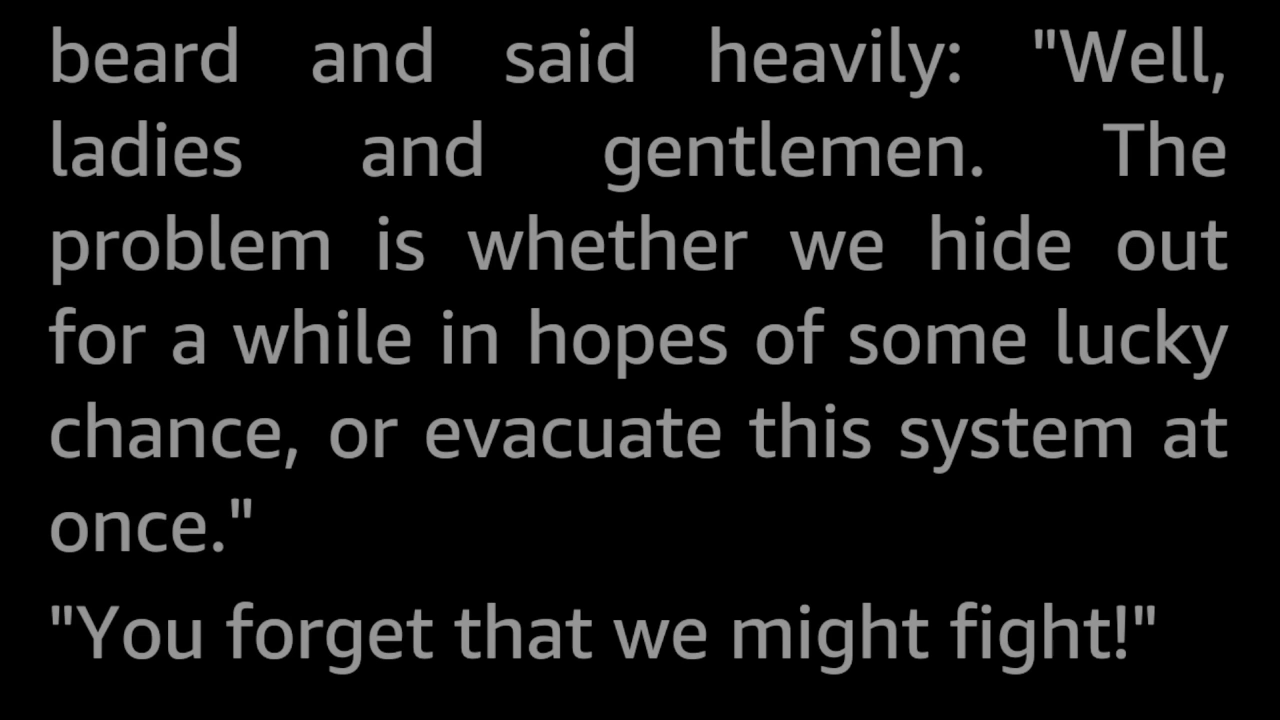 beard and said heavily: "Well,
ladies and gentlemen. The
problem is whether we hide out
for a while in hopes of some lucky
chance, or evacuate this system at
once."
"You forget that we might fight!"